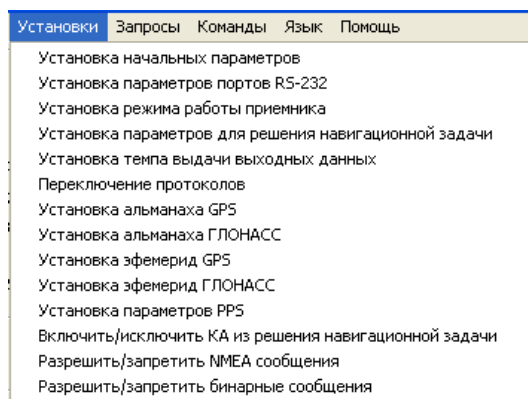 Установки Запросы Команды Язык Помощь
Установка начальных параметров
Установка параметров портов RS-232
Установка режима работы приемника
Установка параметров для решения навигационной задачи
Установка темпа выдачи выходных данных
Переключение протоколов
Установка альманаха GPS
Установка альманаха ГЛОНАСС
Установка эфемерид GPS
Установка эфемерид ГЛОНАСС
Установка параметров PPS
Включить/исключить КА из решения навигационной задачи
Разрешить/запретить NMEA сообщения
Разрешить/запретить бинарные сообщения